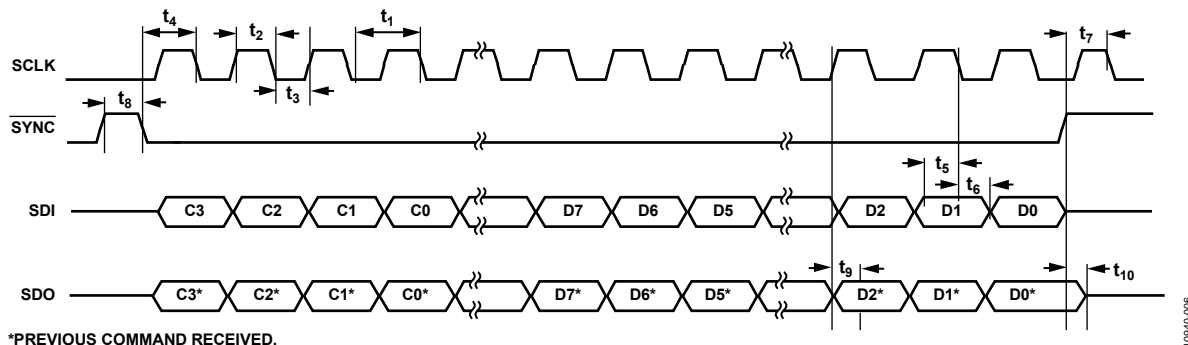 t4 t2 t1 t7
SCLK
t3
t8
SYNC
t5
t6
SDI C3 C2 C1 C0 D7 D6 D5 D2 D1 D0
t9
t10
SDO C3* C2* C1* C0* D7* D6* D5* D2* D1* D0*
*PREVIOUS COMMAND RECEIVED.